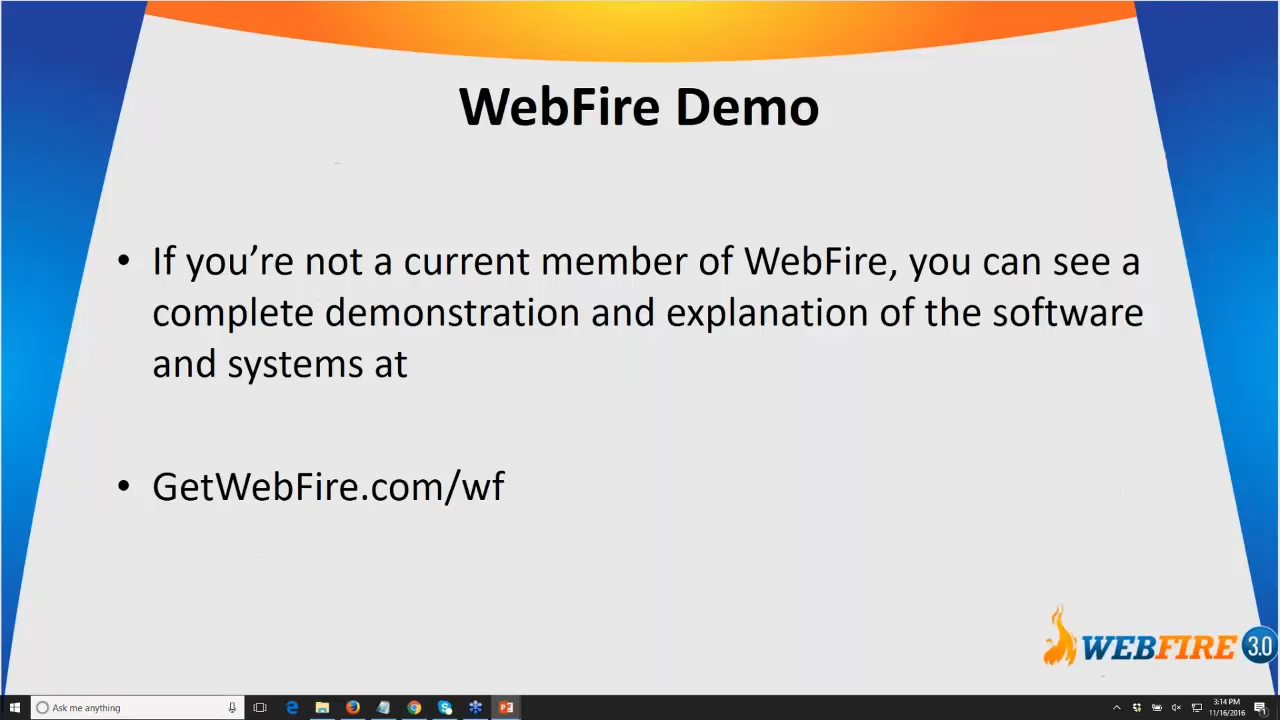 WebFire Demo
• If you’re not a current member of WebFire, you can see a
complete demonstration and explanation of the software
and systems at
• GetWebFire.com/wf
WEBFIRE 3.0
Ask me anything
3:14 PM
11/16/2016